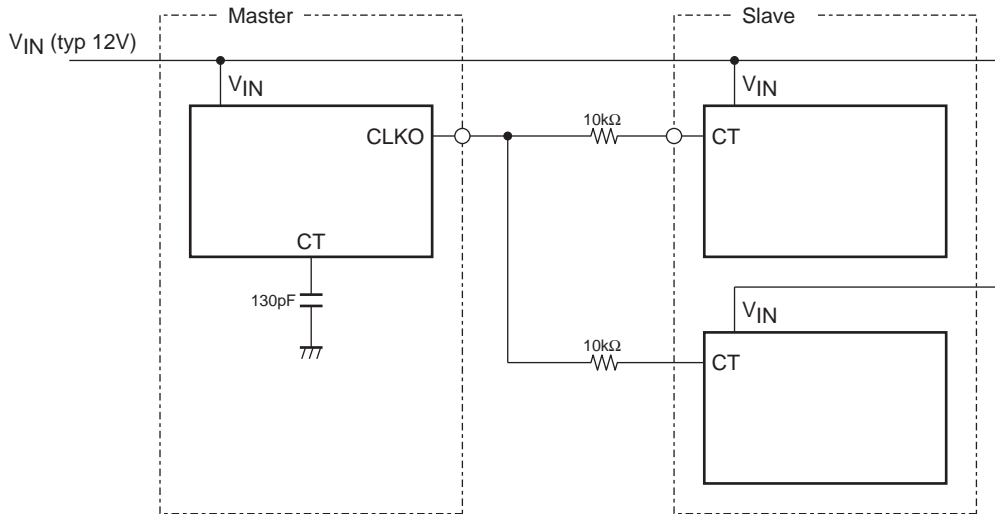 Master
Slave
VIN (typ 12V)
VIN
VIN
CLKO
10kΩ
CT
CT
130pF
VIN
10kΩ
CT